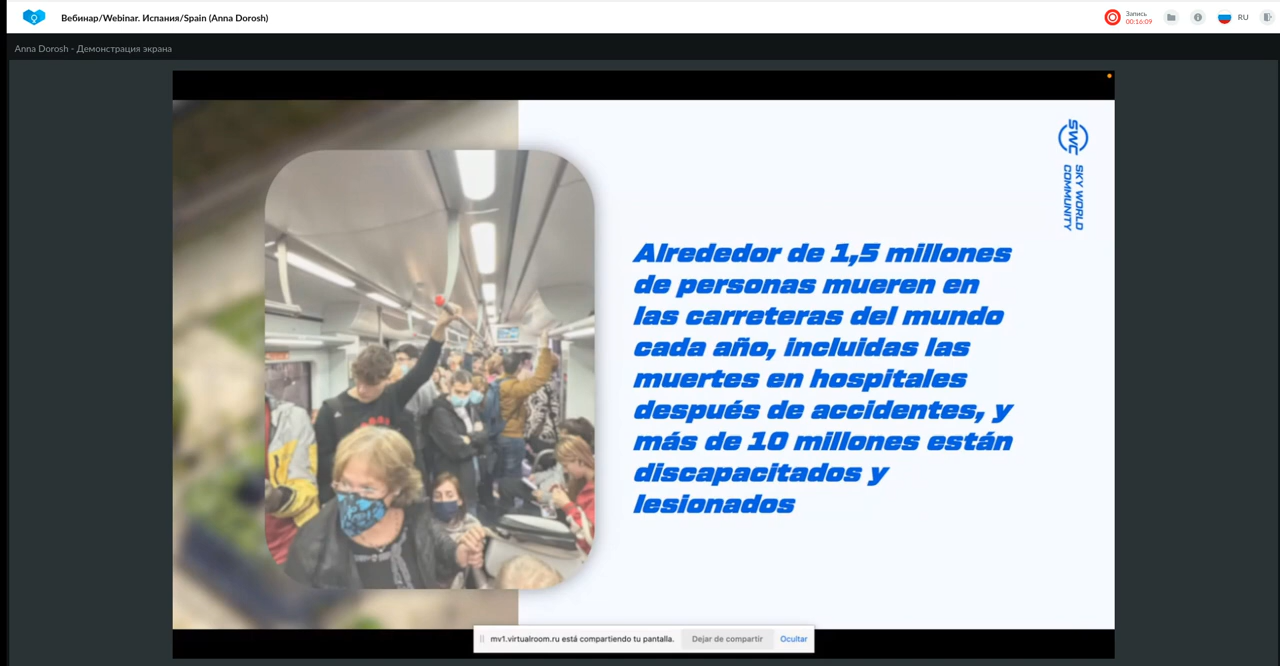 Вебинар/Webinar. Испания/Spain (Anna Dorosh)
Запись
00:16:09
RU
Anna Dorosh - Демонстрация экрана
SWC
SKY WORLD
COMMUNITY
Alrededor de 1,5 millones
de personas mueren en
las carreteras del mundo
cada año, incluidas las
muertes en hospitales
después de accidentes, y
más de 10 millones están
discapacitados y
lesionados
mv1.virtualroom.ru está compartiendo tu pantalla.
Dejar de compartir
Ocultar